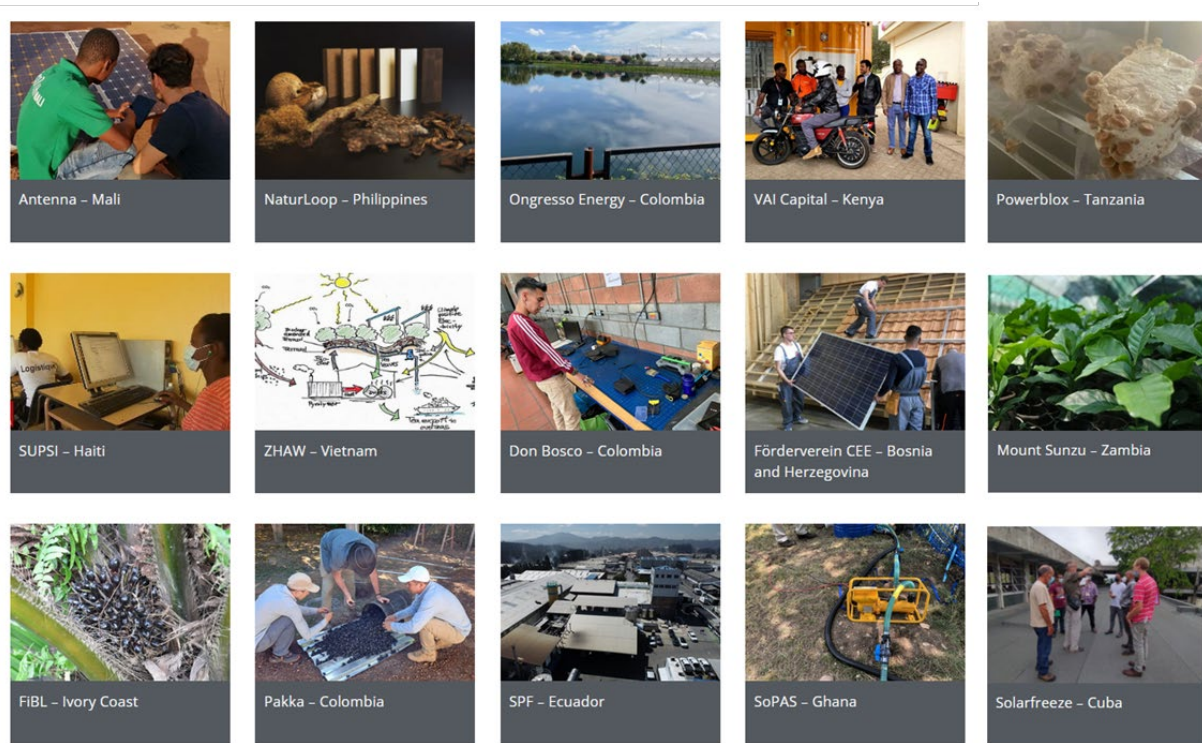 MALI
Antenna – Mali
NaturLoop – Philippines
Ongresso Energy – Colombia
VAI Capital – Kenya
Powerblox – Tanzania
Logistique
SUPSI – Haiti
ZHAW – Vietnam
Don Bosco – Colombia
Förderverein CEE – Bosnia
and Herzegovina
Mount Sunzu – Zambia
FiBL – Ivory Coast
Pakka – Colombia
SPF – Ecuador
SoPAS – Ghana
Solarfreeze – Cuba